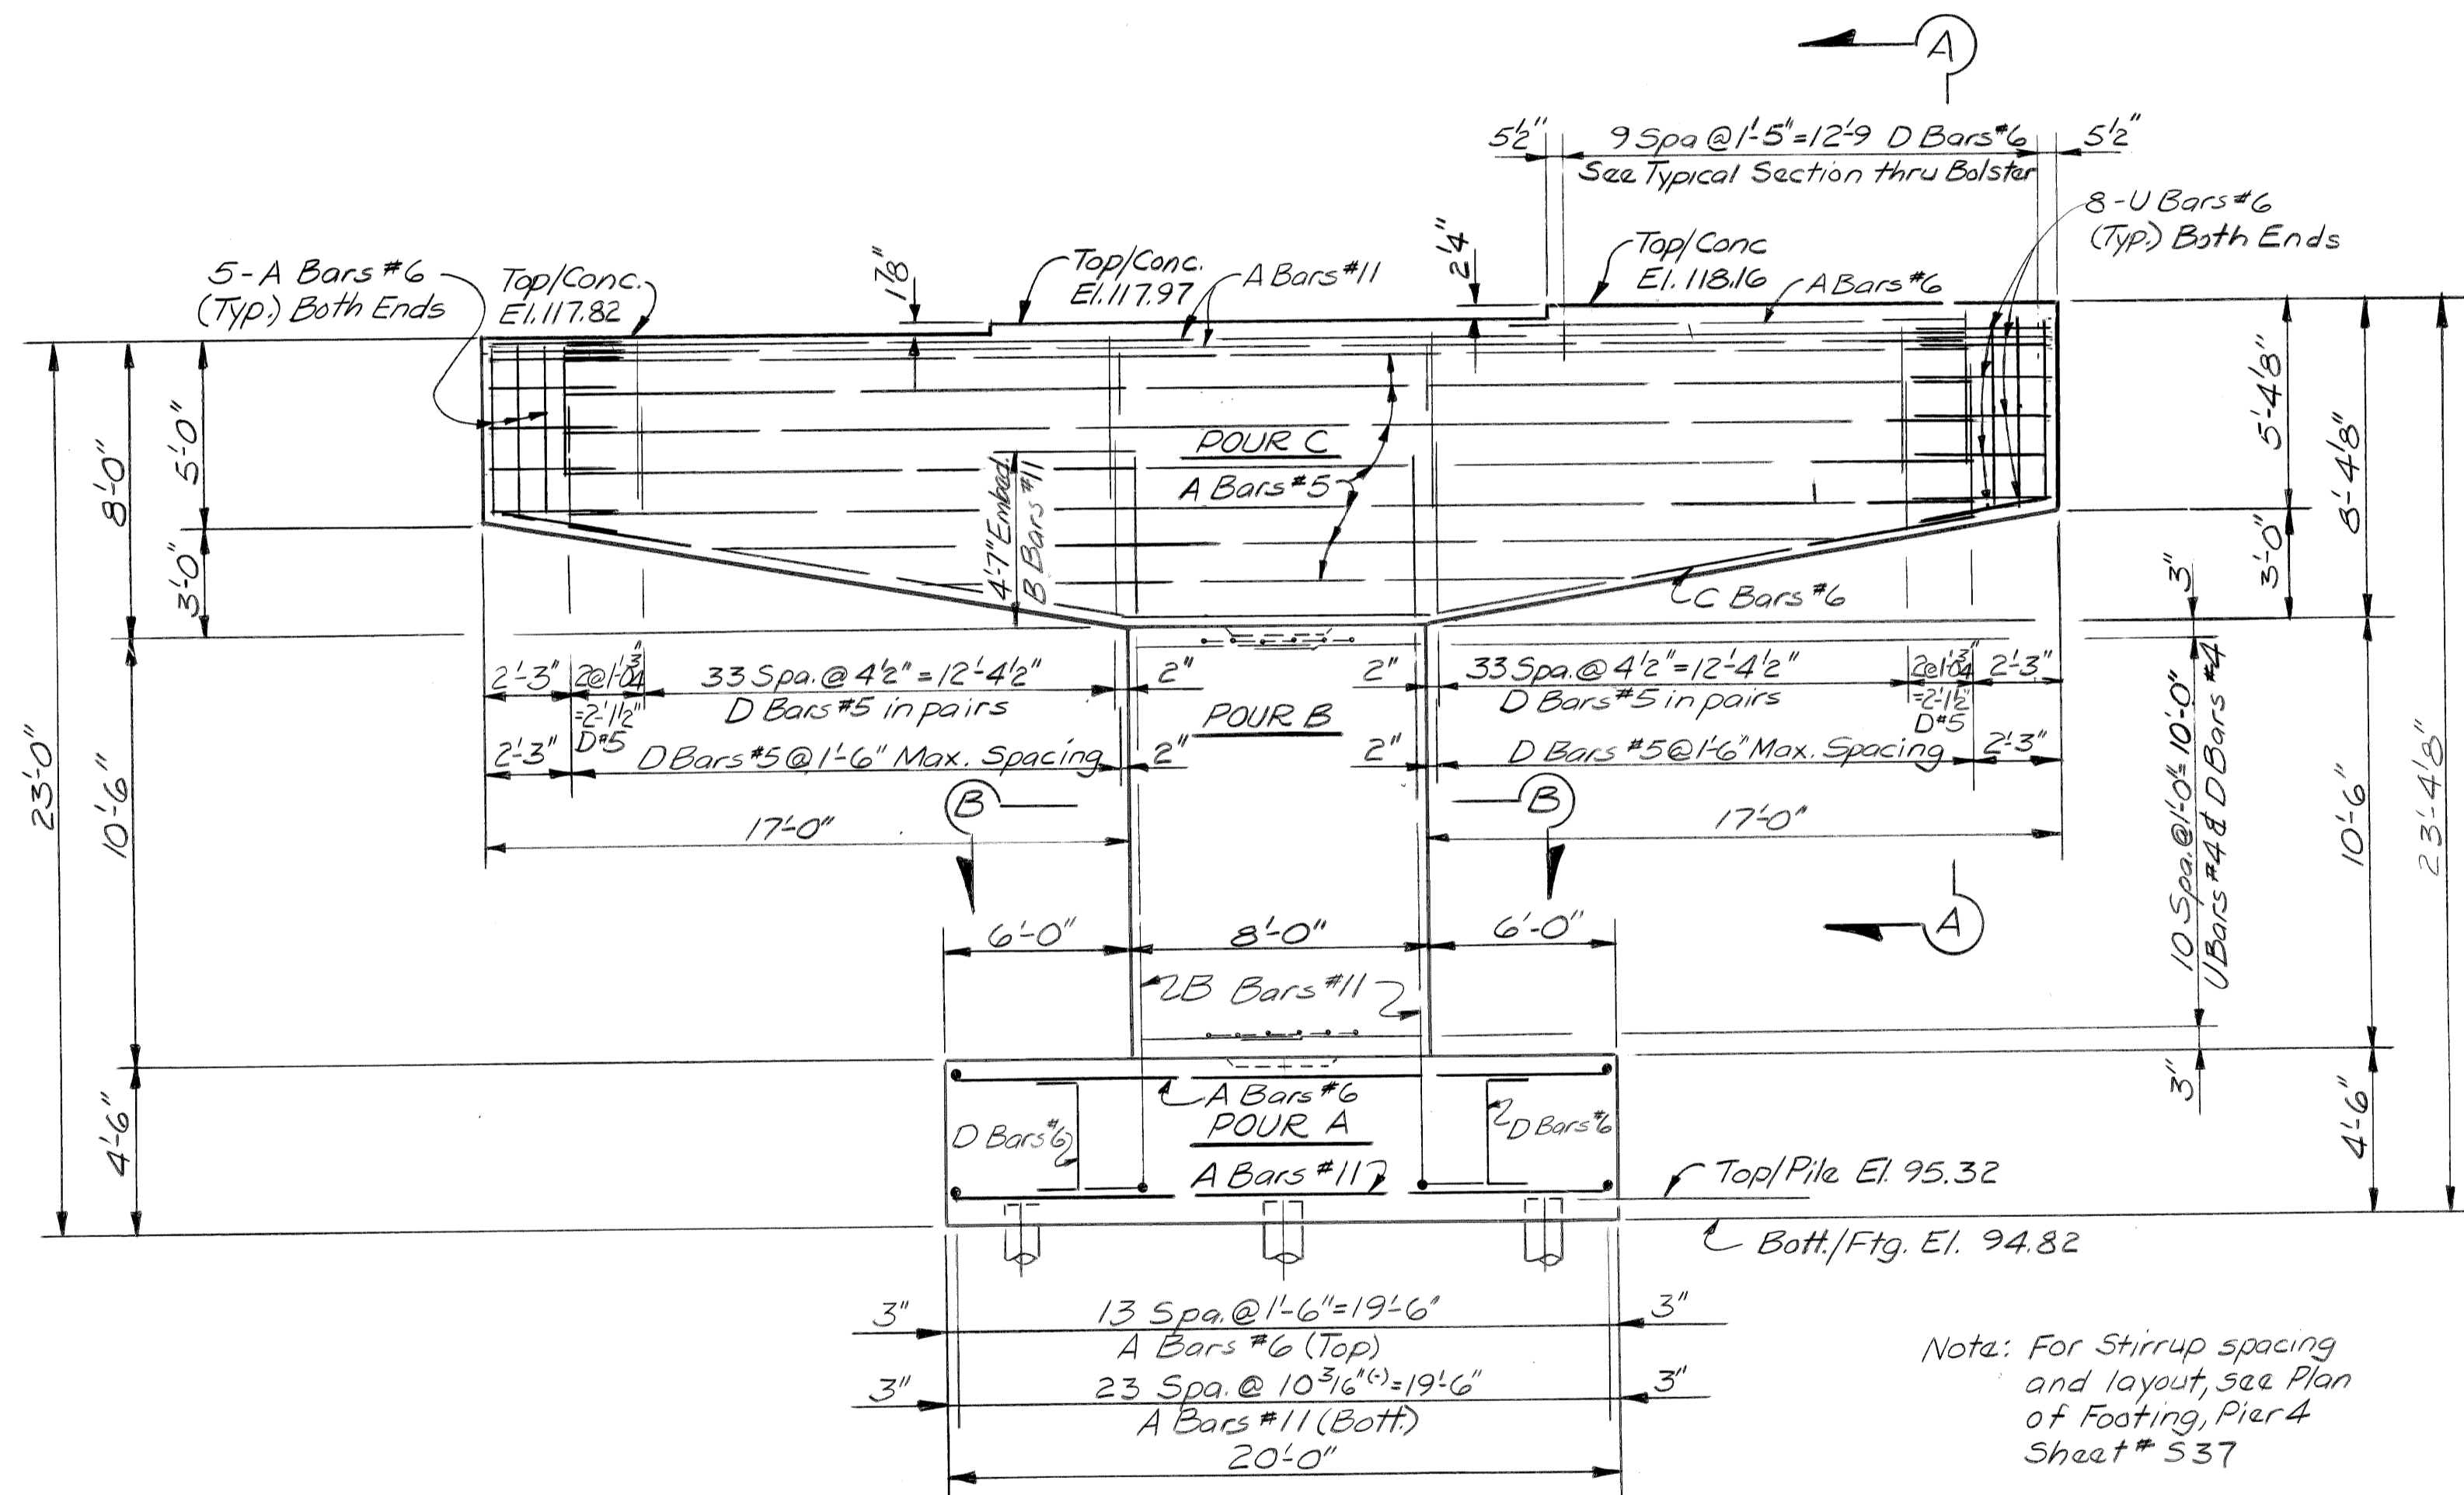 A
5½"
9 Spa @ 1'-5"=12'-9 D Bars #6
5½"
See Typical Section thru Bolster
8-U Bars #6
(Typ.) Both Ends
5-A Bars #6
(Typ.) Both Ends
Top/Conc.
El. 117.82
1⅞"
Top/Conc.
El. 117.97
A Bars #11
2¼"
Top/Conc
El. 118.16
A Bars #6
POUR C
A Bars #5
4'-7" Embed.
B Bars #11
C Bars #6
23'-0"
8'-0"
5'-0"
3'-0"
10'-6"
4'-6"
5'-4⅛"
3'-0"
8'-4⅛"
3"
10'-6"
23'-4⅛"
10 Spa. @ 1'-0" = 10'-0"
U Bars #4 & D Bars #4
3"
4'-6"
2'-3"
2@1'-0¾"
=2'-1½"
D#5
33 Spa. @ 4½" = 12'-4½"
D Bars #5 in pairs
2"
2"
33 Spa. @ 4½" = 12'-4½"
D Bars #5 in pairs
2@1'-0¾"
=2'-1½"
D#5
2'-3"
POUR B
2'-3"
D Bars #5 @ 1'-6" Max. Spacing
2"
2"
D Bars #5 @ 1'-6" Max. Spacing
2'-3"
B
B
17'-0"
17'-0"
6'-0"
8'-0"
6'-0"
A
B Bars #11
A Bars #6
POUR A
D Bars #6
D Bars #6
A Bars #11
Top/Pile El. 95.32
Bott./Ftg. El. 94.82
3"
13 Spa. @ 1'-6"=19'-6"
3"
A Bars #6 (Top)
3"
23 Spa. @ 10 3/16"(-)=19'-6"
3"
A Bars #11 (Bott.)
20'-0"
Note: For Stirrup spacing
and layout, see Plan
of Footing, Pier 4
Sheet # S37